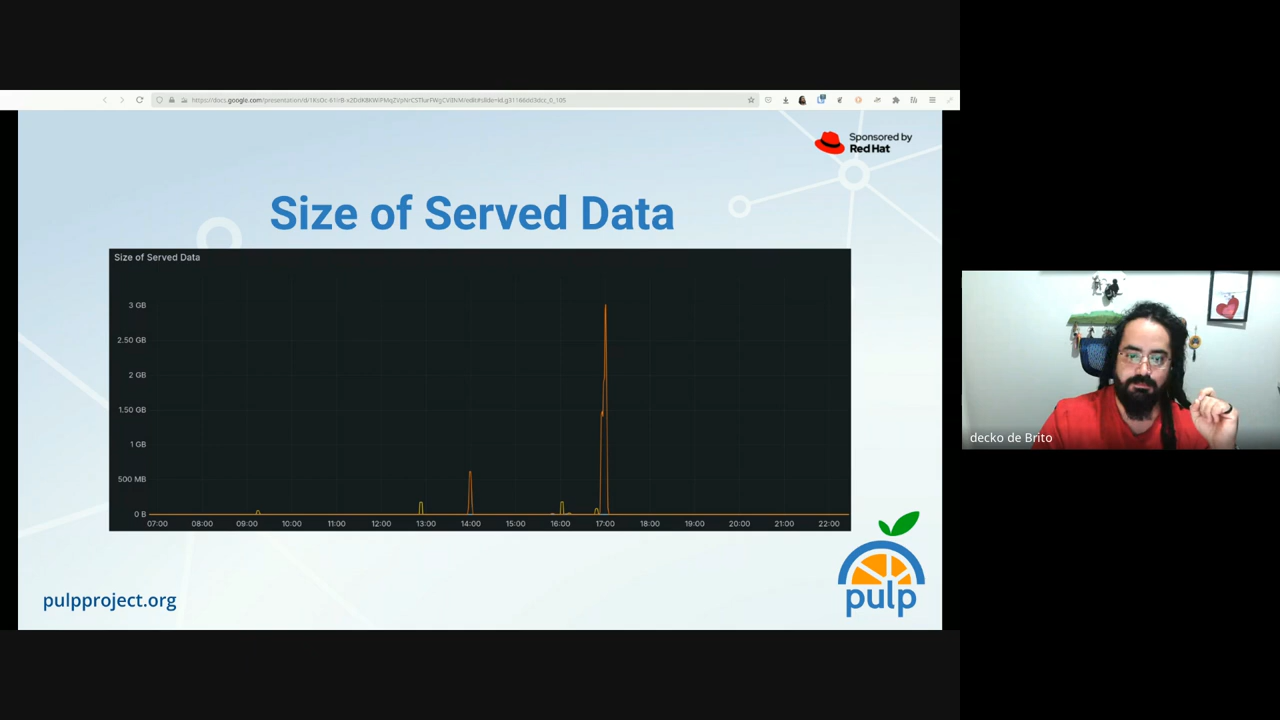 Sponsored by
Red Hat
Size of Served Data
Size of Served Data
3 GB
2.50 GB
2 GB
1.50 GB
1 GB
500 MB
0 B
07:00 08:00 09:00 10:00 11:00 12:00 13:00 14:00 15:00 16:00 17:00 18:00 19:00 20:00 21:00 22:00
pulpproject.org
pulp
decko de Brito